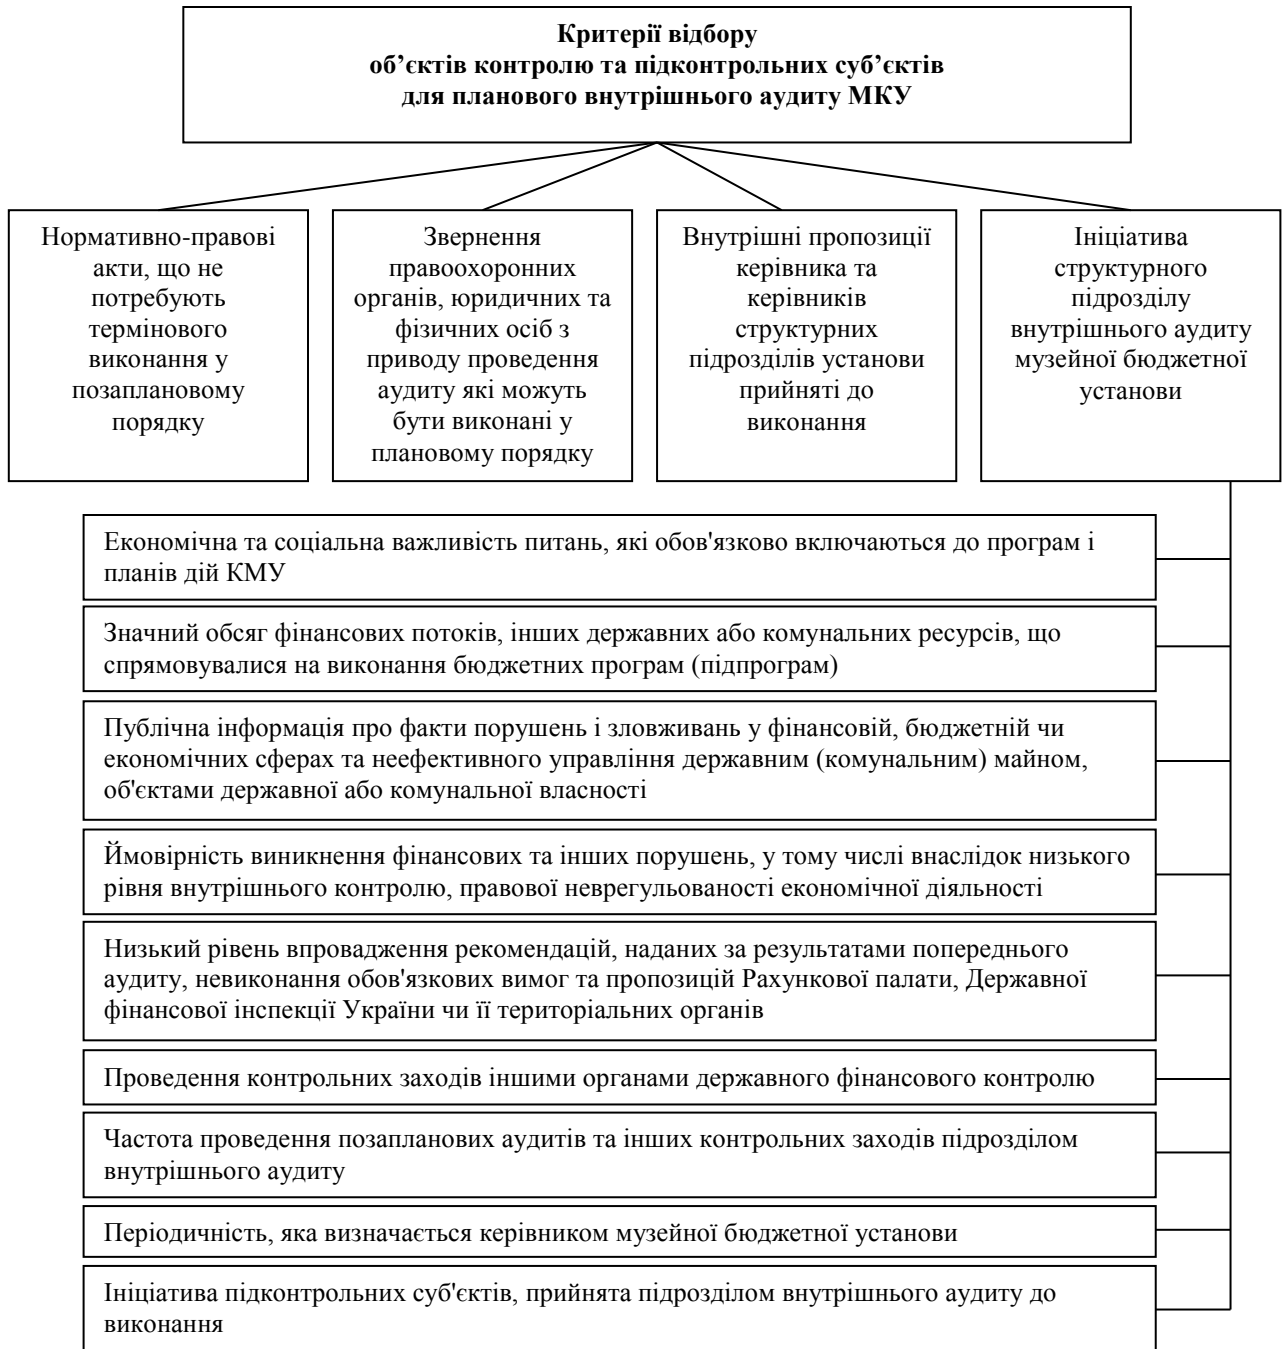 Критерії відбору
об’єктів контролю та підконтрольних суб’єктів
для планового внутрішнього аудиту МКУ
Нормативно-правові
акти, що не
потребують
термінового
виконання у
позаплановому
порядку
Звернення
правоохоронних
органів, юридичних та
фізичних осіб з
приводу проведення
аудиту які можуть
бути виконані у
плановому порядку
Внутрішні пропозиції
керівника та
керівників
структурних
підрозділів установи
прийняті до
виконання
Ініціатива
структурного
підрозділу
внутрішнього аудиту
музейної бюджетної
установи
Економічна та соціальна важливість питань, які обов'язково включаються до програм і
планів дій КМУ
Значний обсяг фінансових потоків, інших державних або комунальних ресурсів, що
спрямовувалися на виконання бюджетних програм (підпрограм)
Публічна інформація про факти порушень і зловживань у фінансовій, бюджетній чи
економічних сферах та неефективного управління державним (комунальним) майном,
об'єктами державної або комунальної власності
Ймовірність виникнення фінансових та інших порушень, у тому числі внаслідок низького
рівня внутрішнього контролю, правової неврегульованості економічної діяльності
Низький рівень впровадження рекомендацій, наданих за результатами попереднього
аудиту, невиконання обов'язкових вимог та пропозицій Рахункової палати, Державної
фінансової інспекції України чи її територіальних органів
Проведення контрольних заходів іншими органами державного фінансового контролю
Частота проведення позапланових аудитів та інших контрольних заходів підрозділом
внутрішнього аудиту
Періодичність, яка визначається керівником музейної бюджетної установи
Ініціатива підконтрольних суб'єктів, прийнята підрозділом внутрішнього аудиту до
виконання